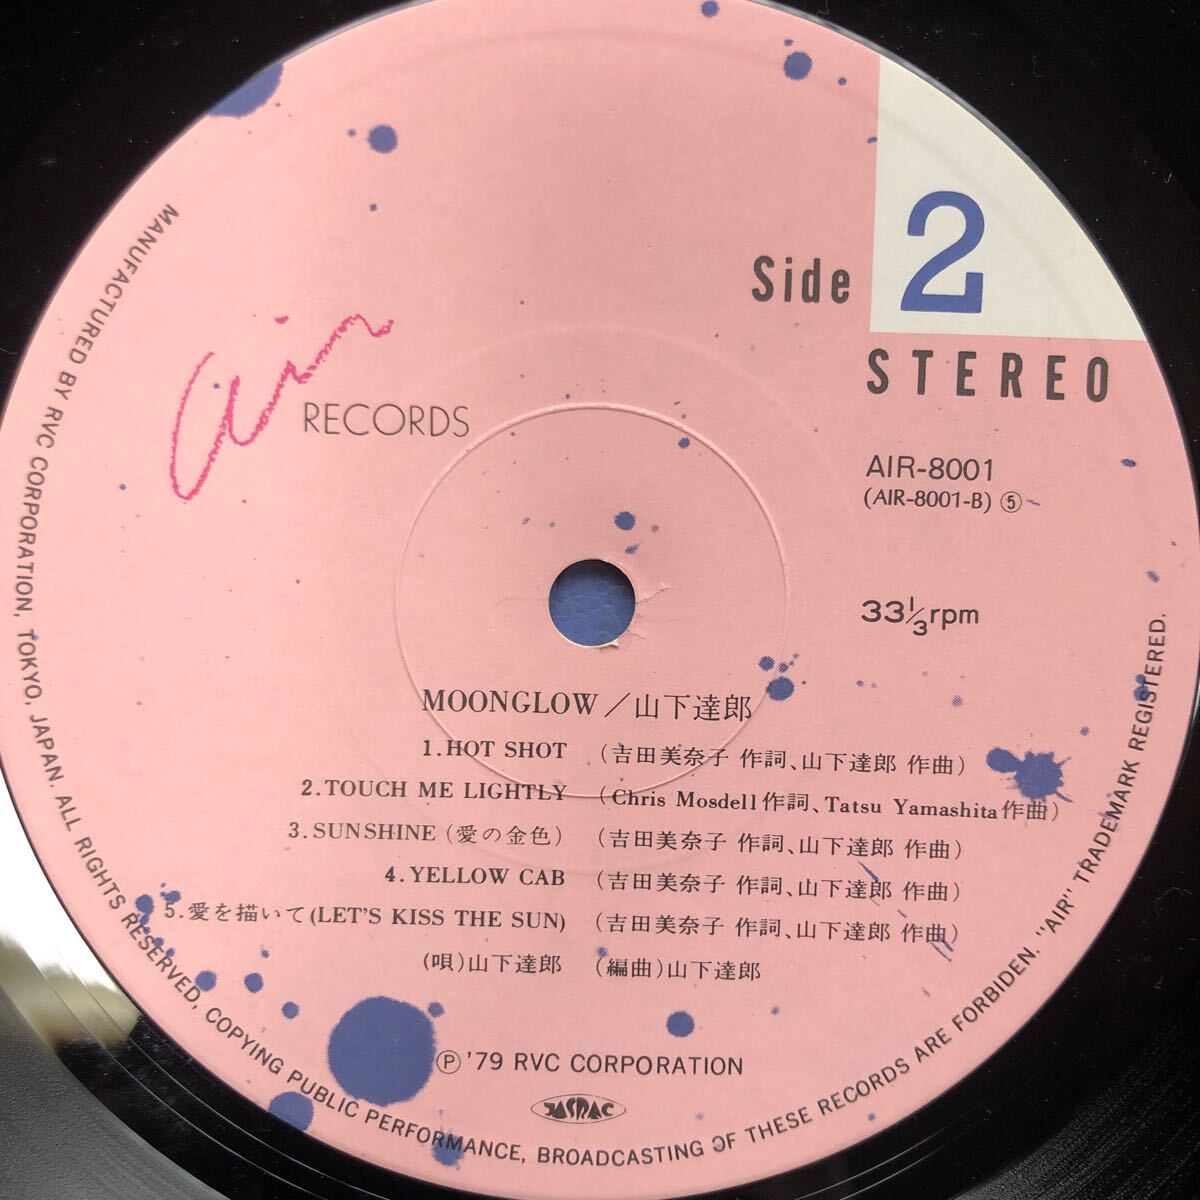 Side 2
STEREO
air
RECORDS
AIR-8001
(AIR-8001-B) ⑤
33⅓rpm
MOONGLOW／山下達郎
1.HOT SHOT （吉田美奈子 作詞、山下達郎 作曲）
2.TOUCH ME LIGHTLY （Chris Mosdell作詞、Tatsu Yamashita作曲）
3.SUNSHINE（愛の金色） （吉田美奈子 作詞、山下達郎 作曲）
4.YELLOW CAB （吉田美奈子 作詞、山下達郎 作曲）
5.愛を描いて(LET'S KISS THE SUN) （吉田美奈子 作詞、山下達郎 作曲）
(唄)山下達郎 (編曲)山下達郎
Ⓟ '79 RVC CORPORATION
JASRAC
MANUFACTURED BY RVC CORPORATION, TOKYO, JAPAN. ALL RIGHTS RESERVED, COPYING PUBLIC PERFORMANCE, BROADCASTING OF THESE RECORDS ARE FORBIDEN. "AIR" TRADEMARK REGISTERED.